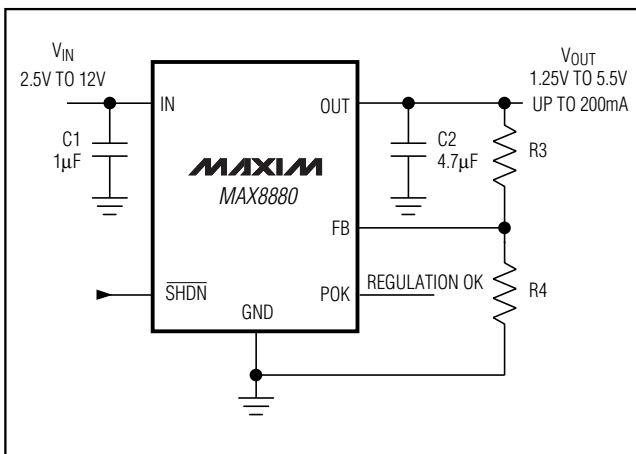 VIN
2.5V TO 12V
VOUT
1.25V TO 5.5V
UP TO 200mA
IN
OUT
C1
1µF
C2
4.7µF
R3
MAXIM
MAX8880
FB
SHDN
POK
REGULATION OK
R4
GND